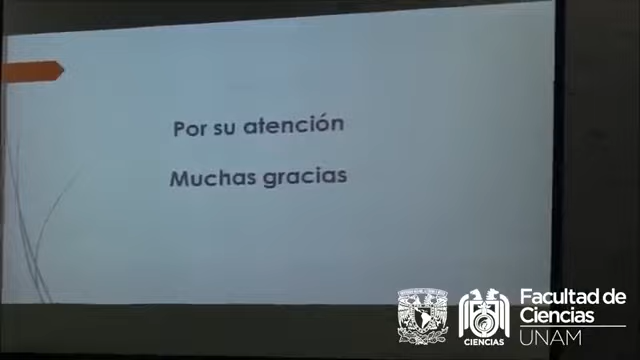 Por su atención
Muchas gracias
CIENCIAS
Facultad de
Ciencias
UNAM